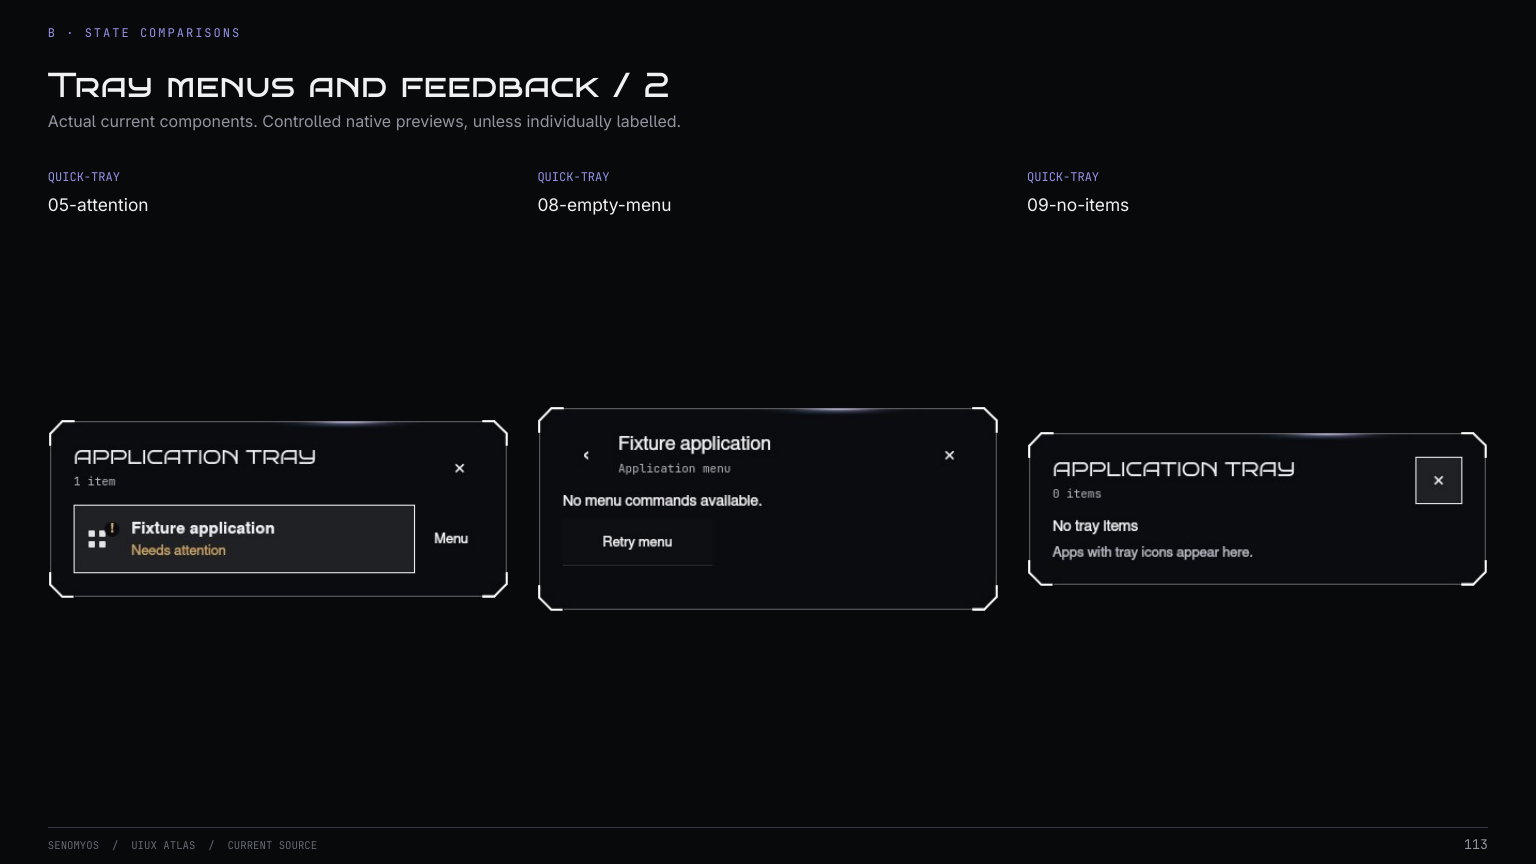 B · STATE COMPARISONS
Tray menus and feedback / 2
Actual current components. Controlled native previews, unless individually labelled.
QUICK-TRAY
05-attention
QUICK-TRAY
08-empty-menu
QUICK-TRAY
09-no-items
APPLICATION TRAY
1 item
×
!
Fixture application
Needs attention
Menu
‹
Fixture application
Application menu
×
No menu commands available.
Retry menu
APPLICATION TRAY
0 items
×
No tray items
Apps with tray icons appear here.
SENOMYOS / UIUX ATLAS / CURRENT SOURCE
113